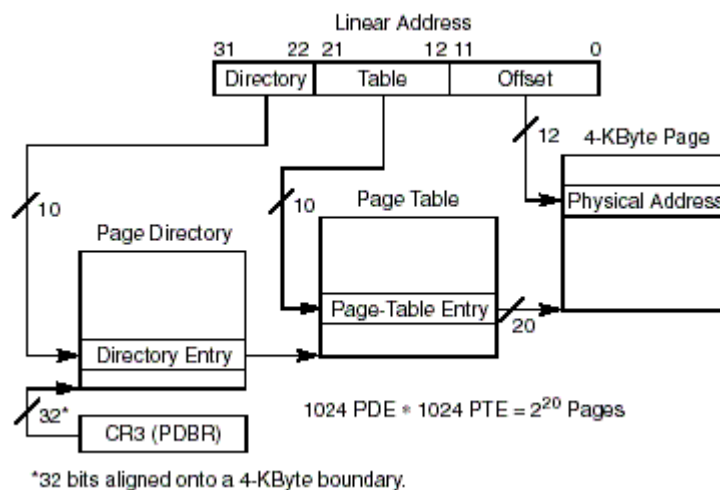 Linear Address
31 22 21 12 11 0
Directory Table Offset
12 4-KByte Page
10 10 Page Table Physical Address
Page Directory
Page-Table Entry
20
Directory Entry
32* 1024 PDE * 1024 PTE = 2²⁰ Pages
CR3 (PDBR)
*32 bits aligned onto a 4-KByte boundary.